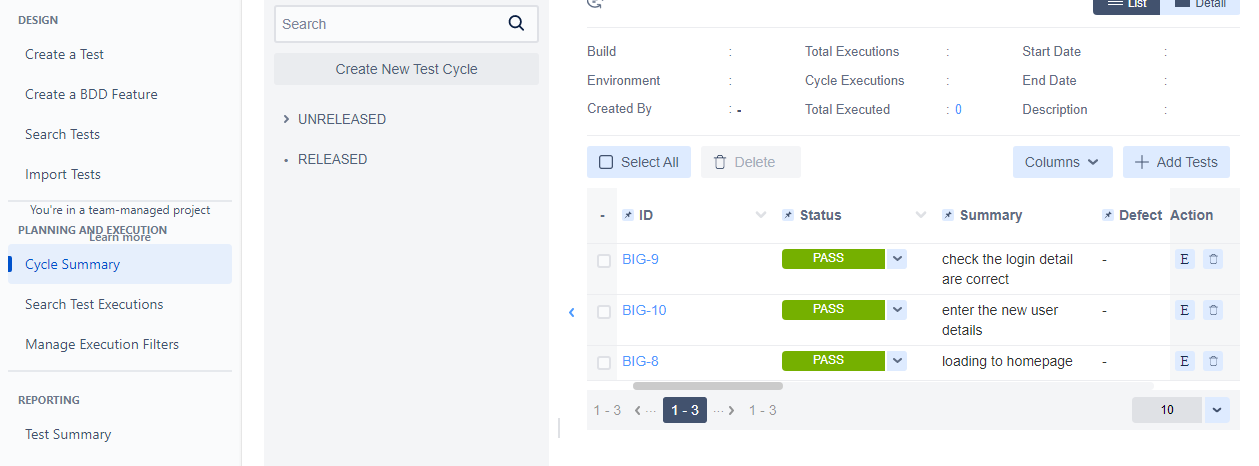 DESIGN
Create a Test
Create a BDD Feature
Search Tests
Import Tests
You're in a team-managed project
PLANNING AND EXECUTION
Learn more
Cycle Summary
Search Test Executions
Manage Execution Filters
REPORTING
Test Summary
Search
Create New Test Cycle
UNRELEASED
RELEASED
List Detail
Build : Total Executions : Start Date :
Environment : Cycle Executions : End Date :
Created By : - Total Executed : 0 Description :
Select All Delete Columns + Add Tests
- ID Status Summary Defect Action
BIG-9 PASS check the login detail - E
are correct
BIG-10 PASS enter the new user - E
details
BIG-8 PASS loading to homepage - E
1 - 3 < ... 1 - 3 ... > 1 - 3 10